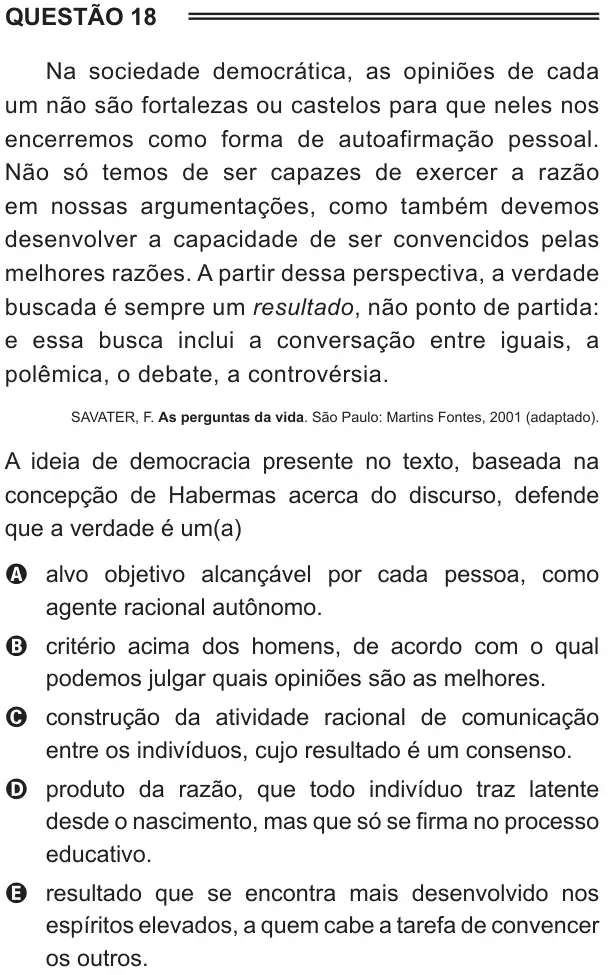 QUESTÃO 18
Na sociedade democrática, as opiniões de cada
um não são fortalezas ou castelos para que neles nos
encerremos como forma de autoafirmação pessoal.
Não só temos de ser capazes de exercer a razão
em nossas argumentações, como também devemos
desenvolver a capacidade de ser convencidos pelas
melhores razões. A partir dessa perspectiva, a verdade
buscada é sempre um resultado, não ponto de partida:
e essa busca inclui a conversação entre iguais, a
polêmica, o debate, a controvérsia.
SAVATER, F. As perguntas da vida. São Paulo: Martins Fontes, 2001 (adaptado).
A ideia de democracia presente no texto, baseada na
concepção de Habermas acerca do discurso, defende
que a verdade é um(a)
A alvo objetivo alcançável por cada pessoa, como
agente racional autônomo.
B critério acima dos homens, de acordo com o qual
podemos julgar quais opiniões são as melhores.
C construção da atividade racional de comunicação
entre os indivíduos, cujo resultado é um consenso.
D produto da razão, que todo indivíduo traz latente
desde o nascimento, mas que só se firma no processo
educativo.
E resultado que se encontra mais desenvolvido nos
espíritos elevados, a quem cabe a tarefa de convencer
os outros.